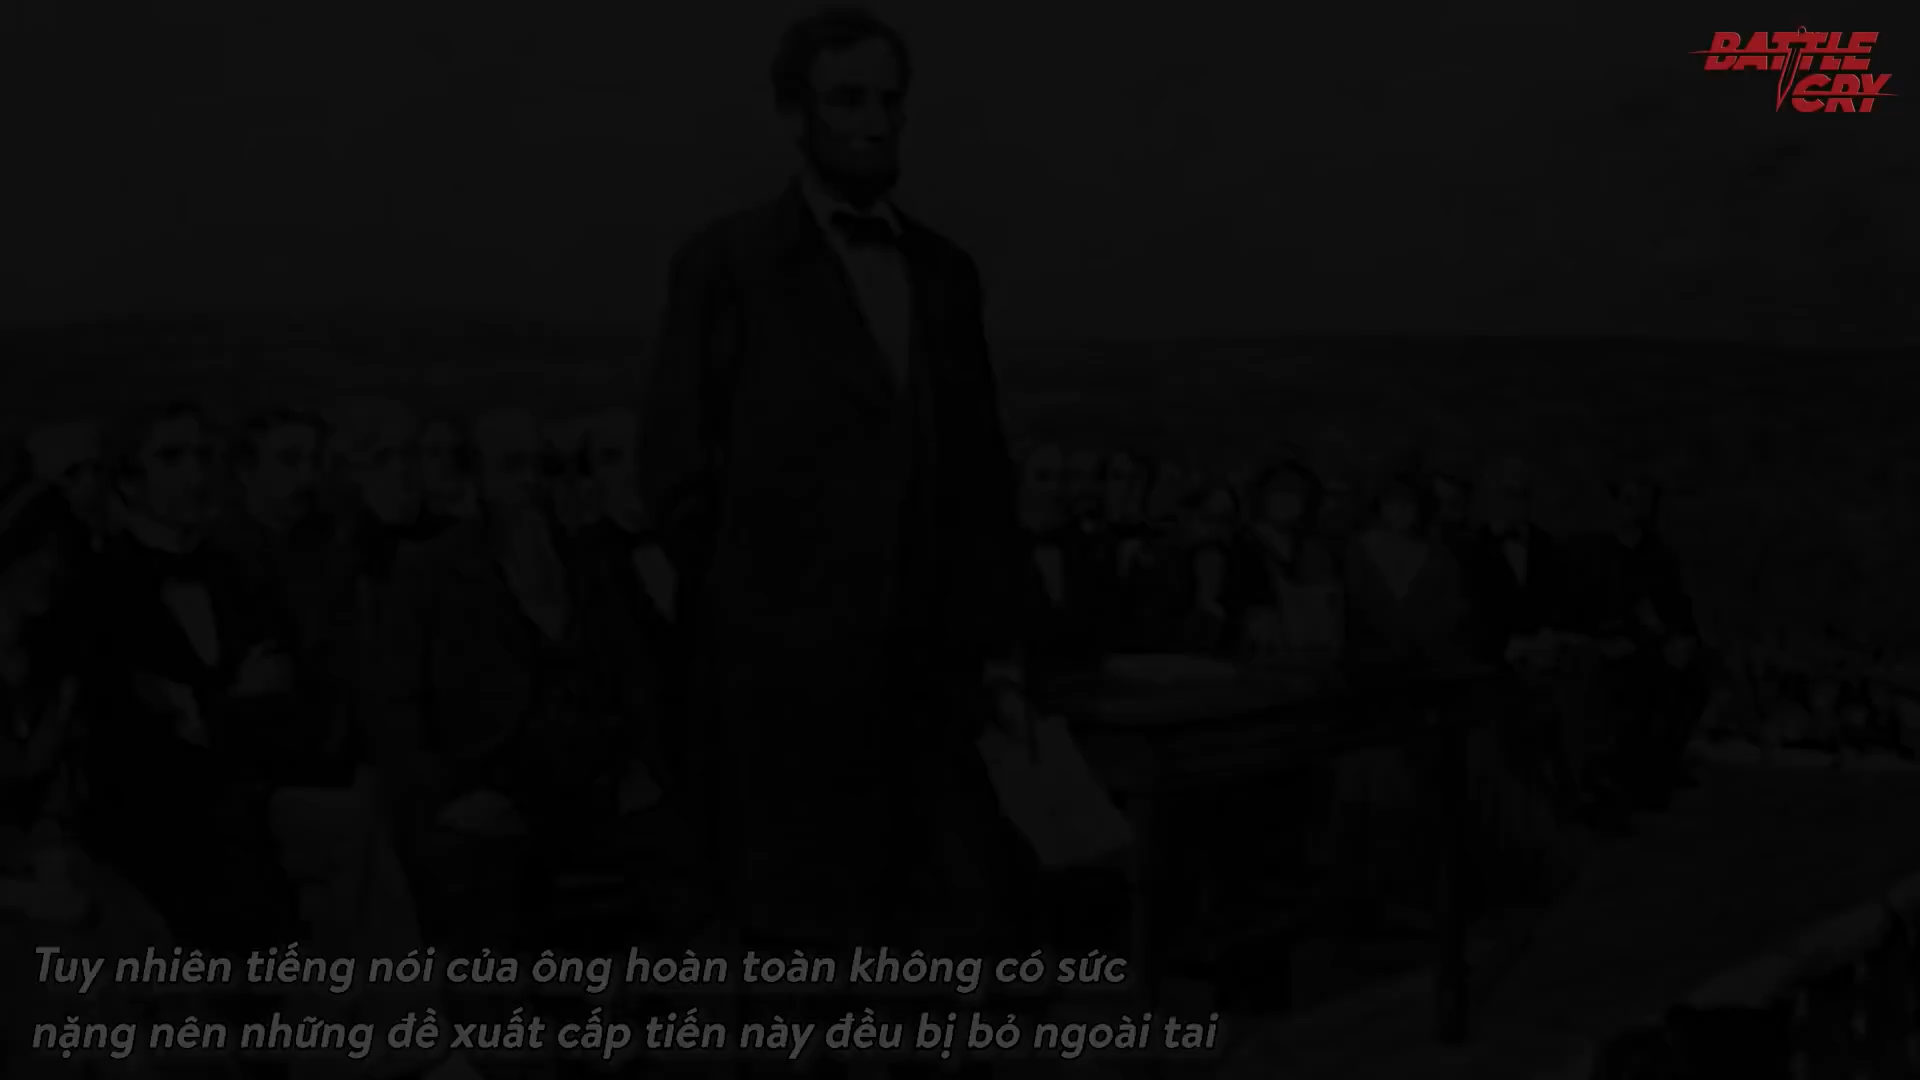 BATTLE
CRY
Tuy nhiên tiếng nói của ông hoàn toàn không có sức
nặng nên những đề xuất cấp tiến này đều bị bỏ ngoài tai